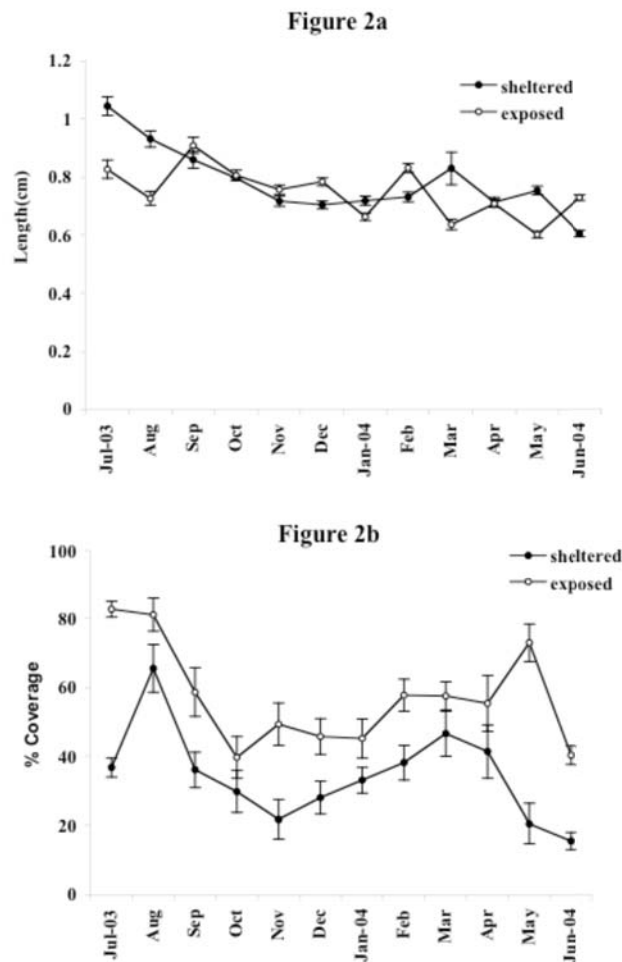 Figure 2a
1.2
1
0.8
0.6
0.4
0.2
0
Length(cm)
sheltered
exposed
Jul-03
Aug
Sep
Oct
Nov
Dec
Jan-04
Feb
Mar
Apr
May
Jun-04
Figure 2b
100
80
60
40
20
0
% Coverage
sheltered
exposed
Jul-03
Aug
Sep
Oct
Nov
Dec
Jan-04
Feb
Mar
Apr
May
Jun-04